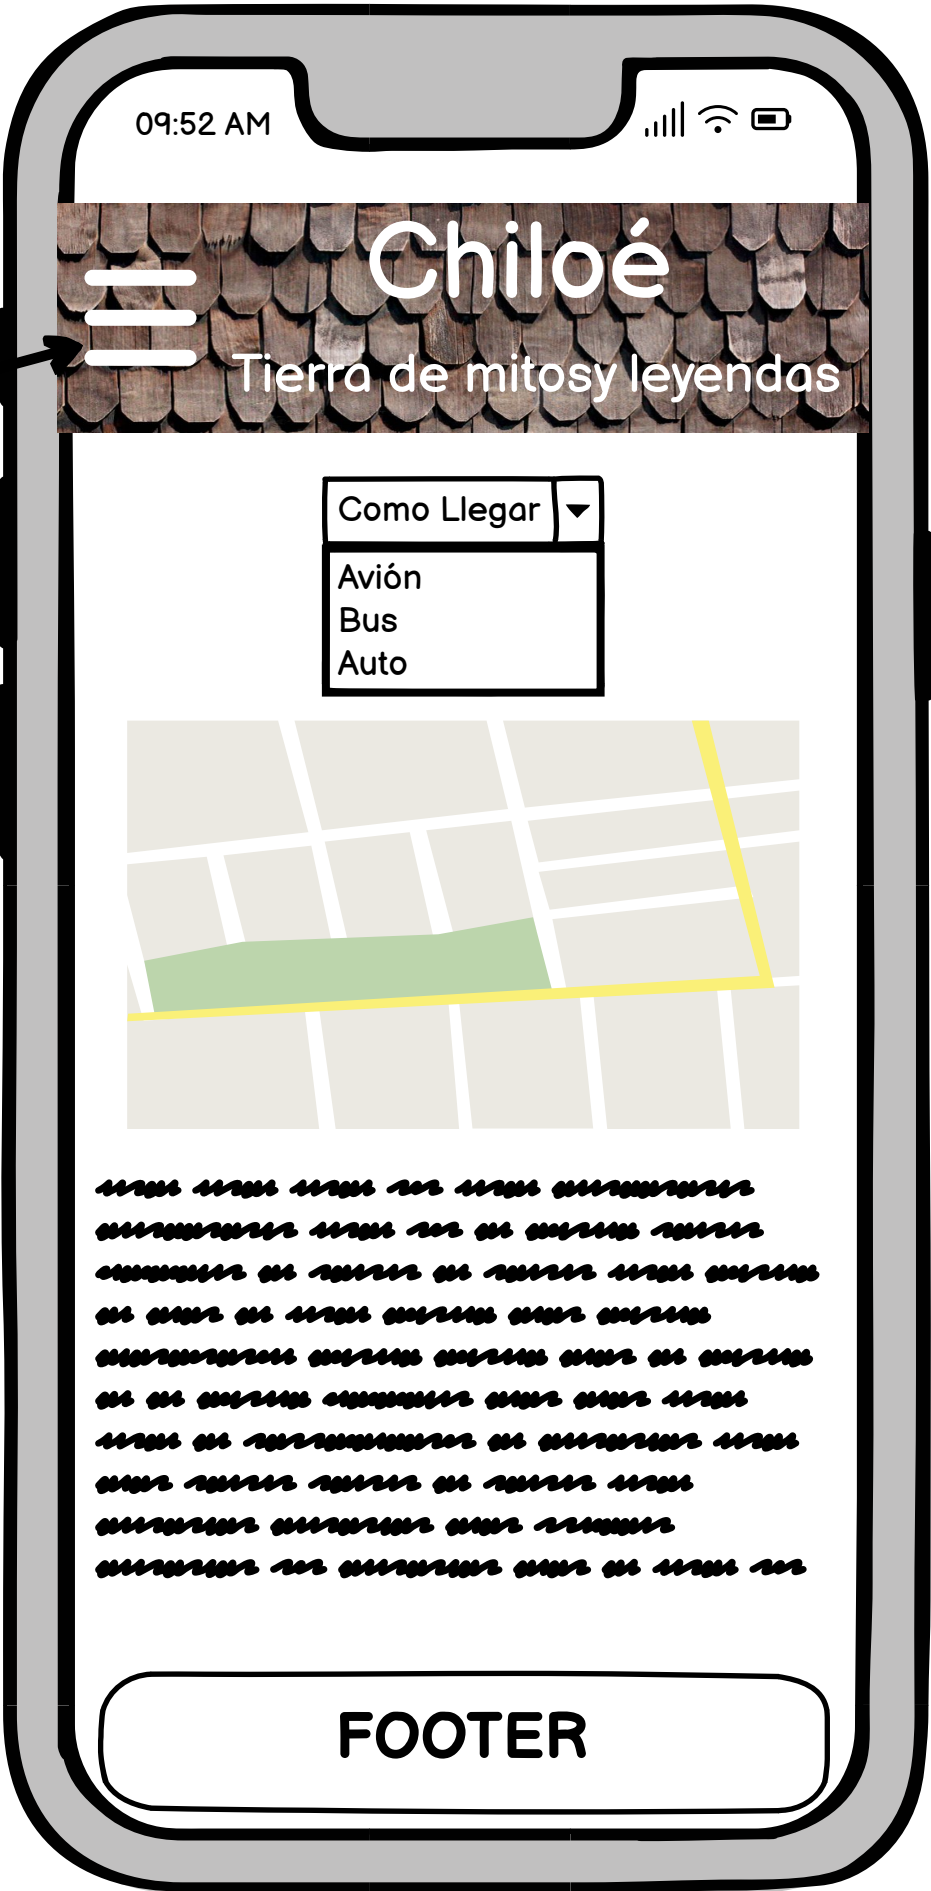 09:52 AM
Chiloé
Tierra de mitosy leyendas
Como Llegar
Avión
Bus
Auto
FOOTER